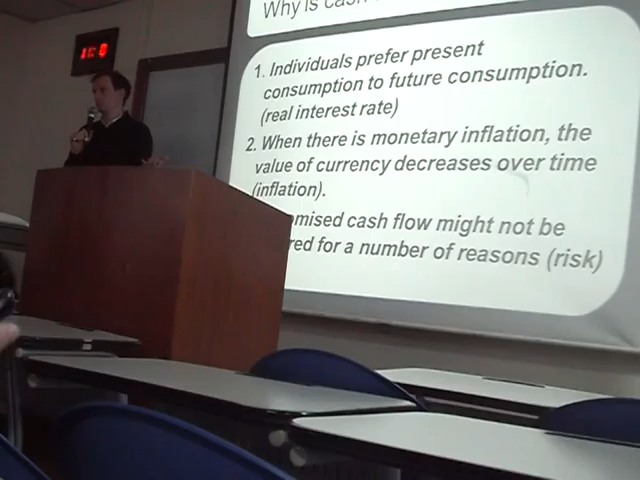 Why is cash
1. Individuals prefer present
consumption to future consumption.
(real interest rate)
2. When there is monetary inflation, the
value of currency decreases over time
(inflation).
mised cash flow might not be
red for a number of reasons (risk)